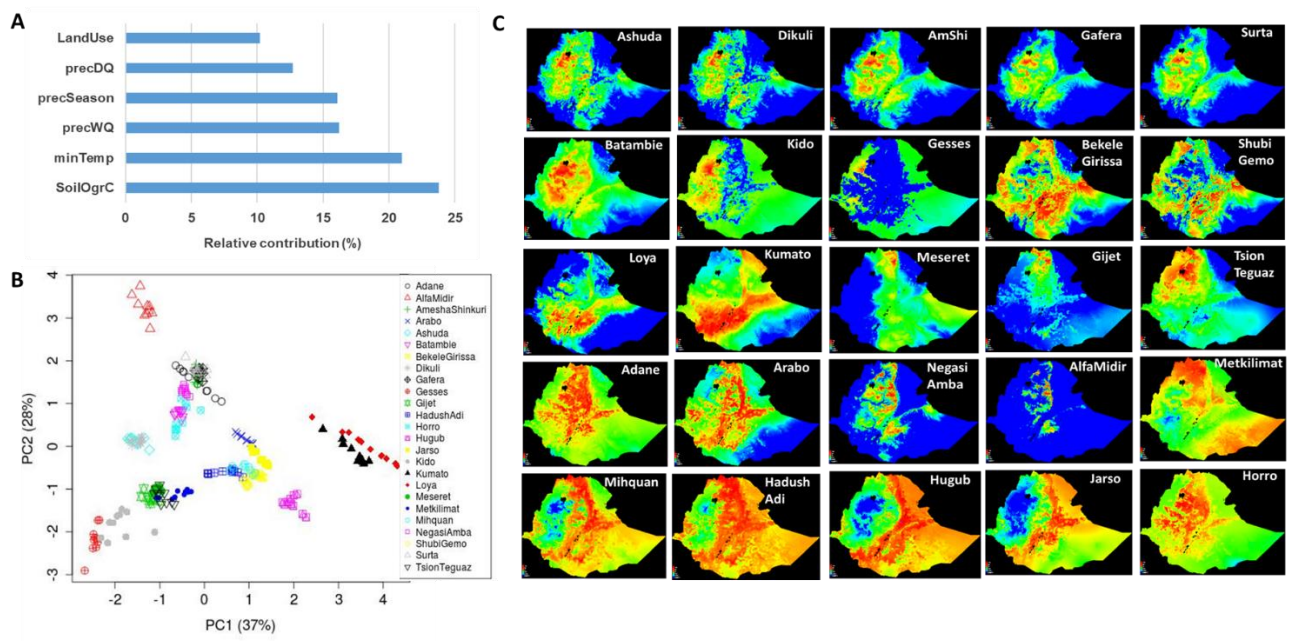 A
LandUse
precDQ
precSeason
precWQ
minTemp
SoilOgrC
0 5 10 15 20 25
Relative contribution (%)
B
4
3
2
1
0
-1
-2
-3
PC2 (28%)
-2 -1 0 1 2 3 4
PC1 (37%)
Adane
AlfaMidir
AmeshaShinkuri
Arabo
Ashuda
Batambie
BekeleGirissa
Dikuli
Gafera
Gesses
Gijet
HadushAdi
Horro
Hugub
Jarso
Kido
Kumato
Loya
Meseret
Metkilimat
Mihquan
NegasiAmba
ShubiGemo
Surta
TsionTeguaz
C
Ashuda
Dikuli
AmShi
Gafera
Surta
Batambie
Kido
Gesses
Bekele
Girissa
Shubi
Gemo
Loya
Kumato
Meseret
Gijet
Tsion
Teguaz
Adane
Arabo
Negasi
Amba
AlfaMidir
Metkilimat
Mihquan
Hadush
Adi
Hugub
Jarso
Horro